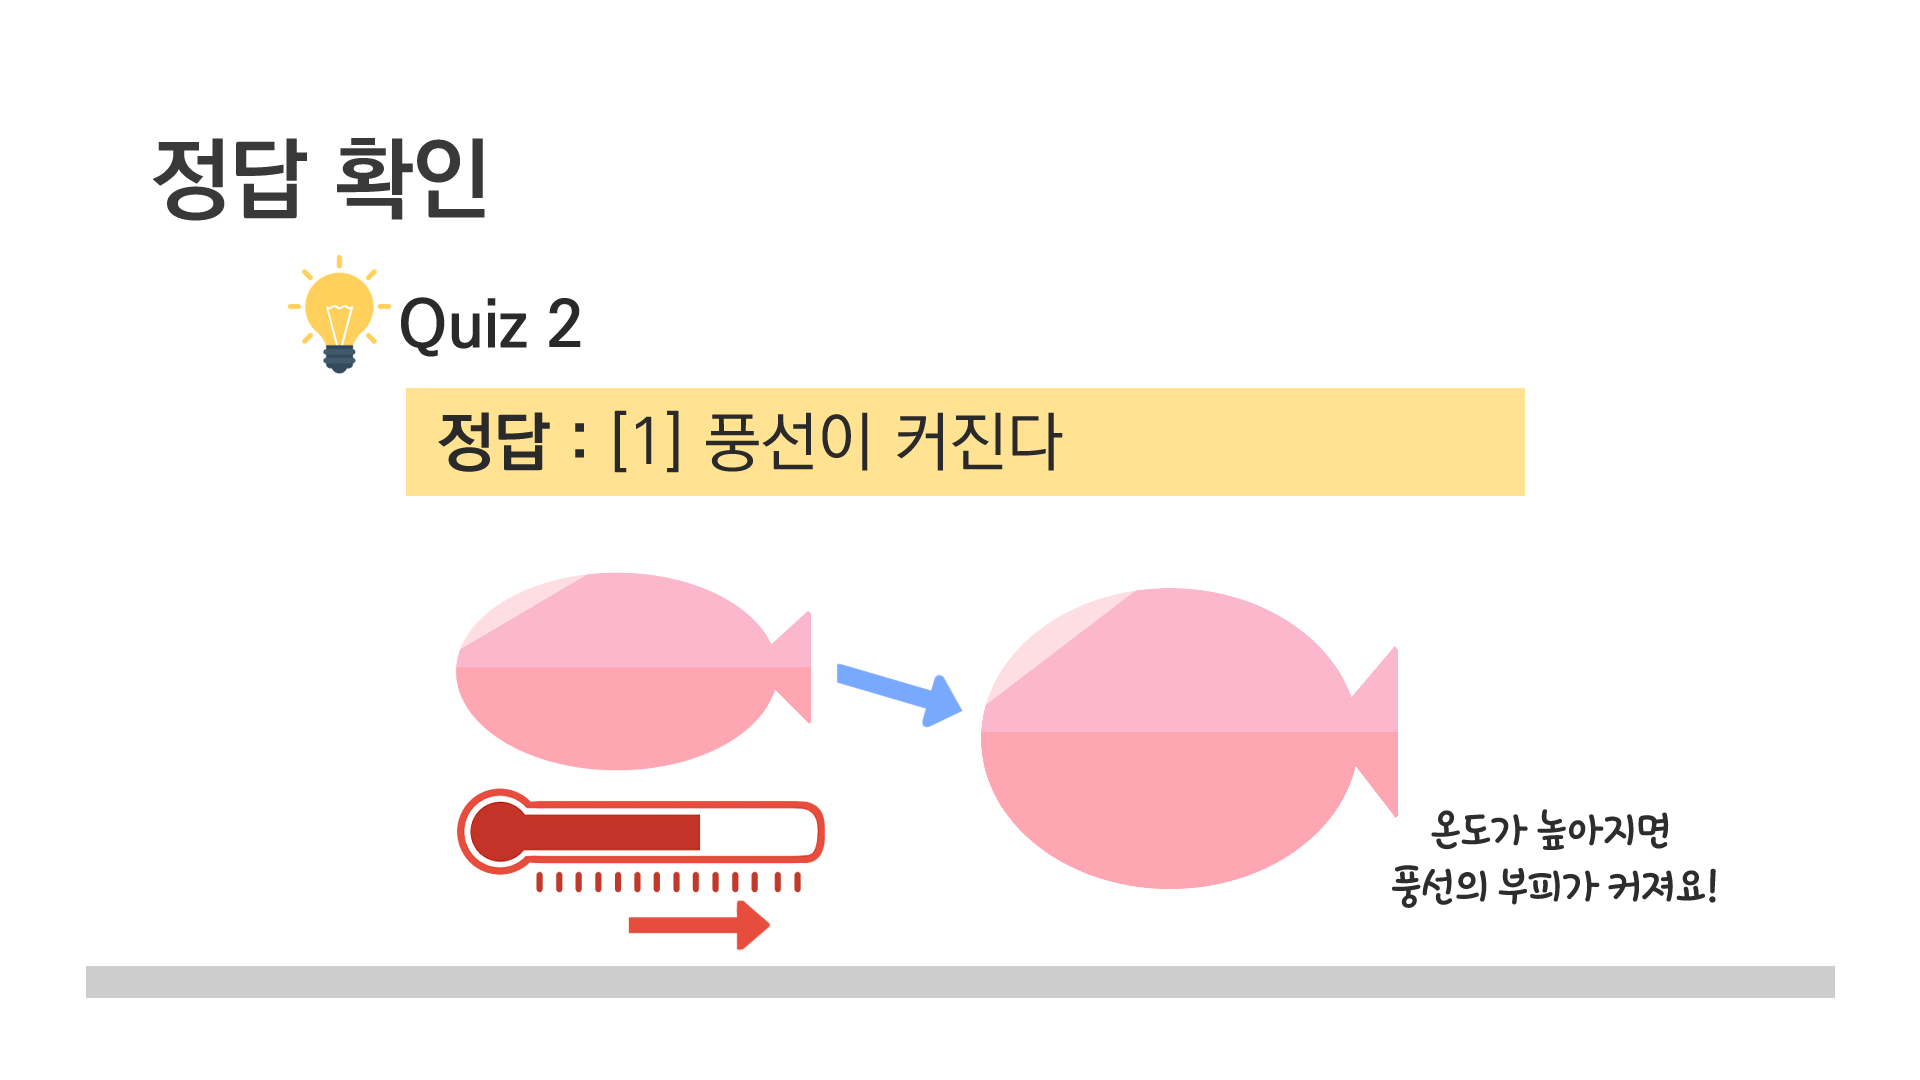 정답 확인
Quiz 2
정답 : [1] 풍선이 커진다
온도가 높아지면
풍선의 부피가 커져요!